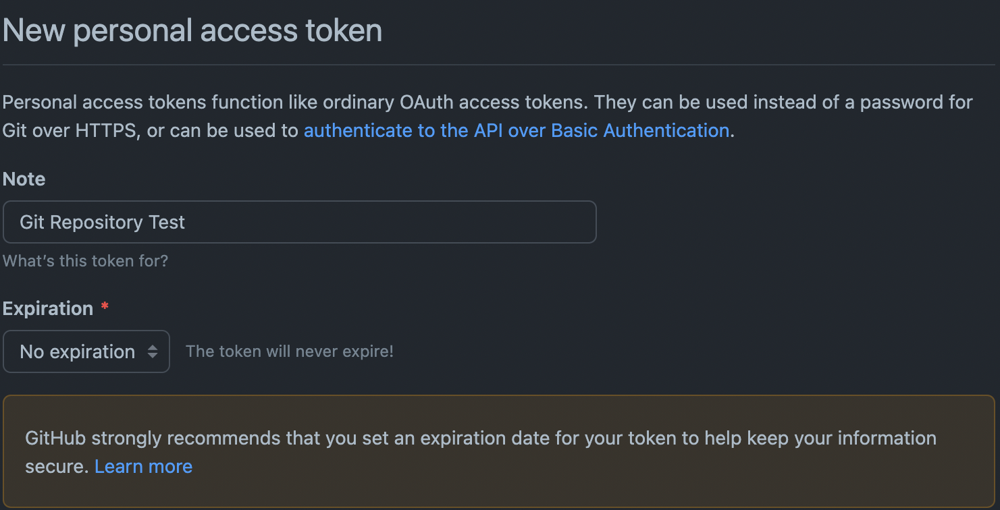 New personal access token
Personal access tokens function like ordinary OAuth access tokens. They can be used instead of a password for
Git over HTTPS, or can be used to authenticate to the API over Basic Authentication.
Note
Git Repository Test
What's this token for?
Expiration *
No expiration The token will never expire!
GitHub strongly recommends that you set an expiration date for your token to help keep your information
secure. Learn more